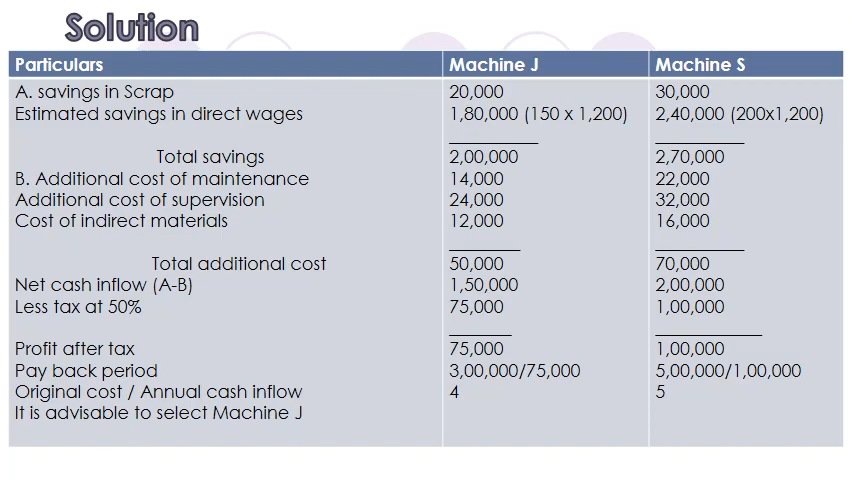 Solution
Particulars Machine J Machine S
A. savings in Scrap 20,000 30,000
Estimated savings in direct wages 1,80,000 (150 x 1,200) 2,40,000 (200x1,200)
Total savings 2,00,000 2,70,000
B. Additional cost of maintenance 14,000 22,000
Additional cost of supervision 24,000 32,000
Cost of indirect materials 12,000 16,000
Total additional cost 50,000 70,000
Net cash inflow (A-B) 1,50,000 2,00,000
Less tax at 50% 75,000 1,00,000
Profit after tax 75,000 1,00,000
Pay back period 3,00,000/75,000 5,00,000/1,00,000
Original cost / Annual cash inflow 4 5
It is advisable to select Machine J